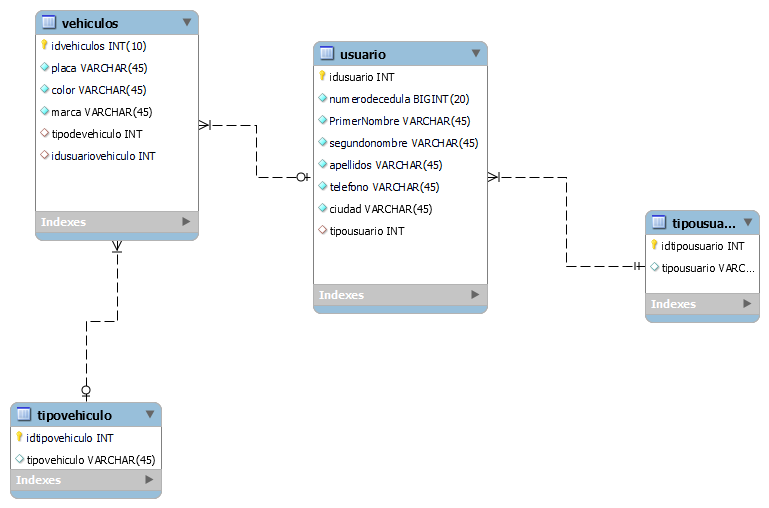 vehiculos
idvehiculos INT(10)
placa VARCHAR(45)
color VARCHAR(45)
marca VARCHAR(45)
tipodevehiculo INT
idusuariovehiculo INT
Indexes
usuario
idusuario INT
numerodecedula BIGINT(20)
PrimerNombre VARCHAR(45)
segundonombre VARCHAR(45)
apellidos VARCHAR(45)
telefono VARCHAR(45)
ciudad VARCHAR(45)
tipousuario INT
Indexes
tipousua...
idtipousuario INT
tipousuario VARC...
Indexes
tipovehiculo
idtipovehiculo INT
tipovehiculo VARCHAR(45)
Indexes